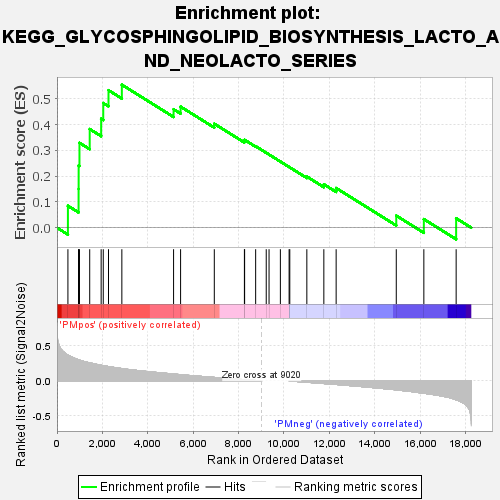 Enrichment plot:
KEGG_GLYCOSPHINGOLIPID_BIOSYNTHESIS_LACTO_A
ND_NEOLACTO_SERIES
Enrichment score (ES)
0.5
0.4
0.3
0.2
0.1
0.0
'PMpos' (positively correlated)
Ranked list metric (Signal2Noise)
0.5
0.0
-0.5
Zero cross at 9020
'PMneg' (negatively correlated)
0
2,000
4,000
6,000
8,000
10,000
12,000
14,000
16,000
18,000
Rank in Ordered Dataset
Enrichment profile
Hits
Ranking metric scores